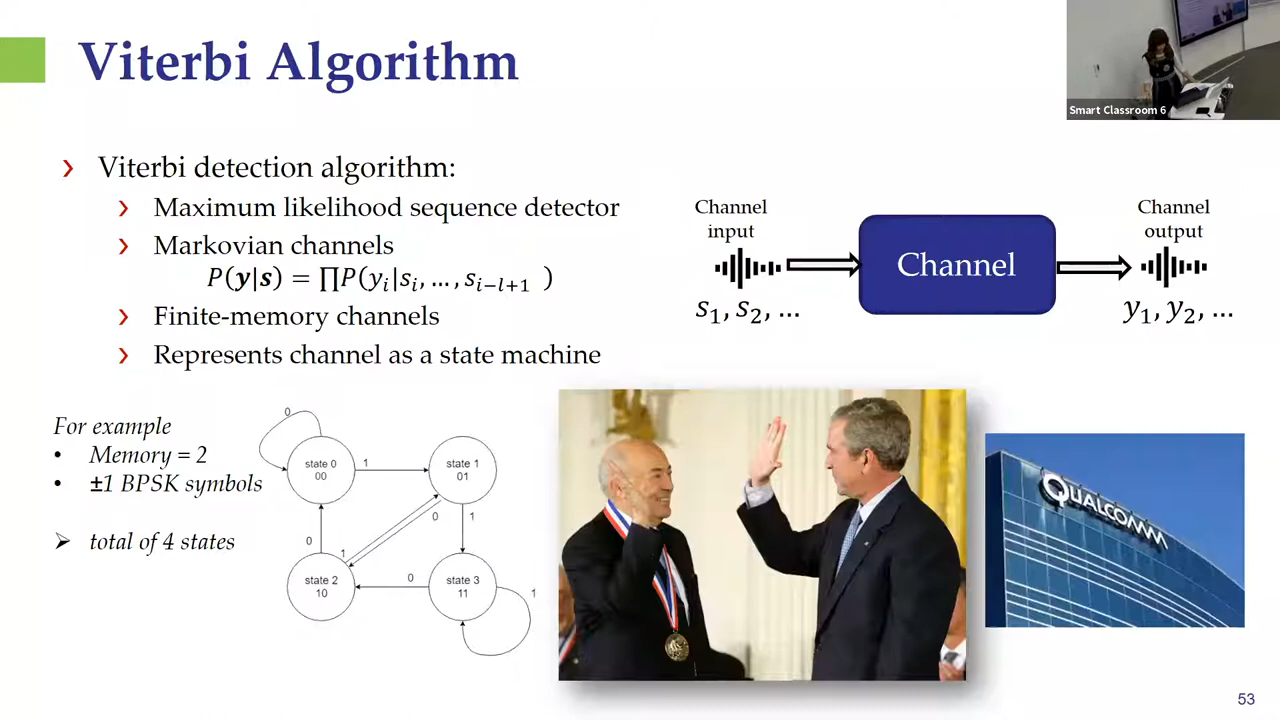 Viterbi Algorithm
Smart Classroom 6
› Viterbi detection algorithm:
› Maximum likelihood sequence detector
› Markovian channels
P(y|s) = ∏P(yᵢ|sᵢ, … , sᵢ₋ₗ₊₁ )
› Finite-memory channels
› Represents channel as a state machine
Channel
input
s₁, s₂, …
Channel
Channel
output
y₁, y₂, …
For example
• Memory = 2
• ±1 BPSK symbols
➢ total of 4 states
0
state 0
00
1
state 1
01
0
1
0
1
state 2
10
0
state 3
11
1
QUALCOMM
53